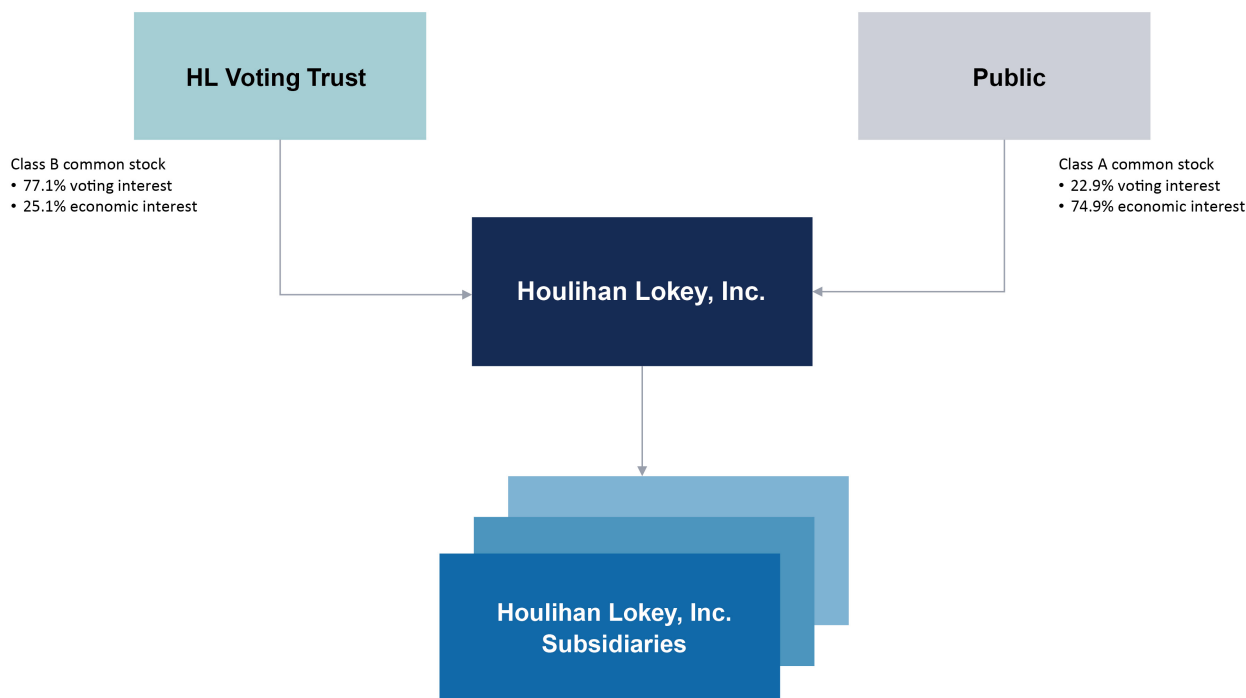 HL Voting Trust
Public
Class B common stock
• 77.1% voting interest
• 25.1% economic interest
Class A common stock
• 22.9% voting interest
• 74.9% economic interest
Houlihan Lokey, Inc.
Houlihan Lokey, Inc.
Subsidiaries